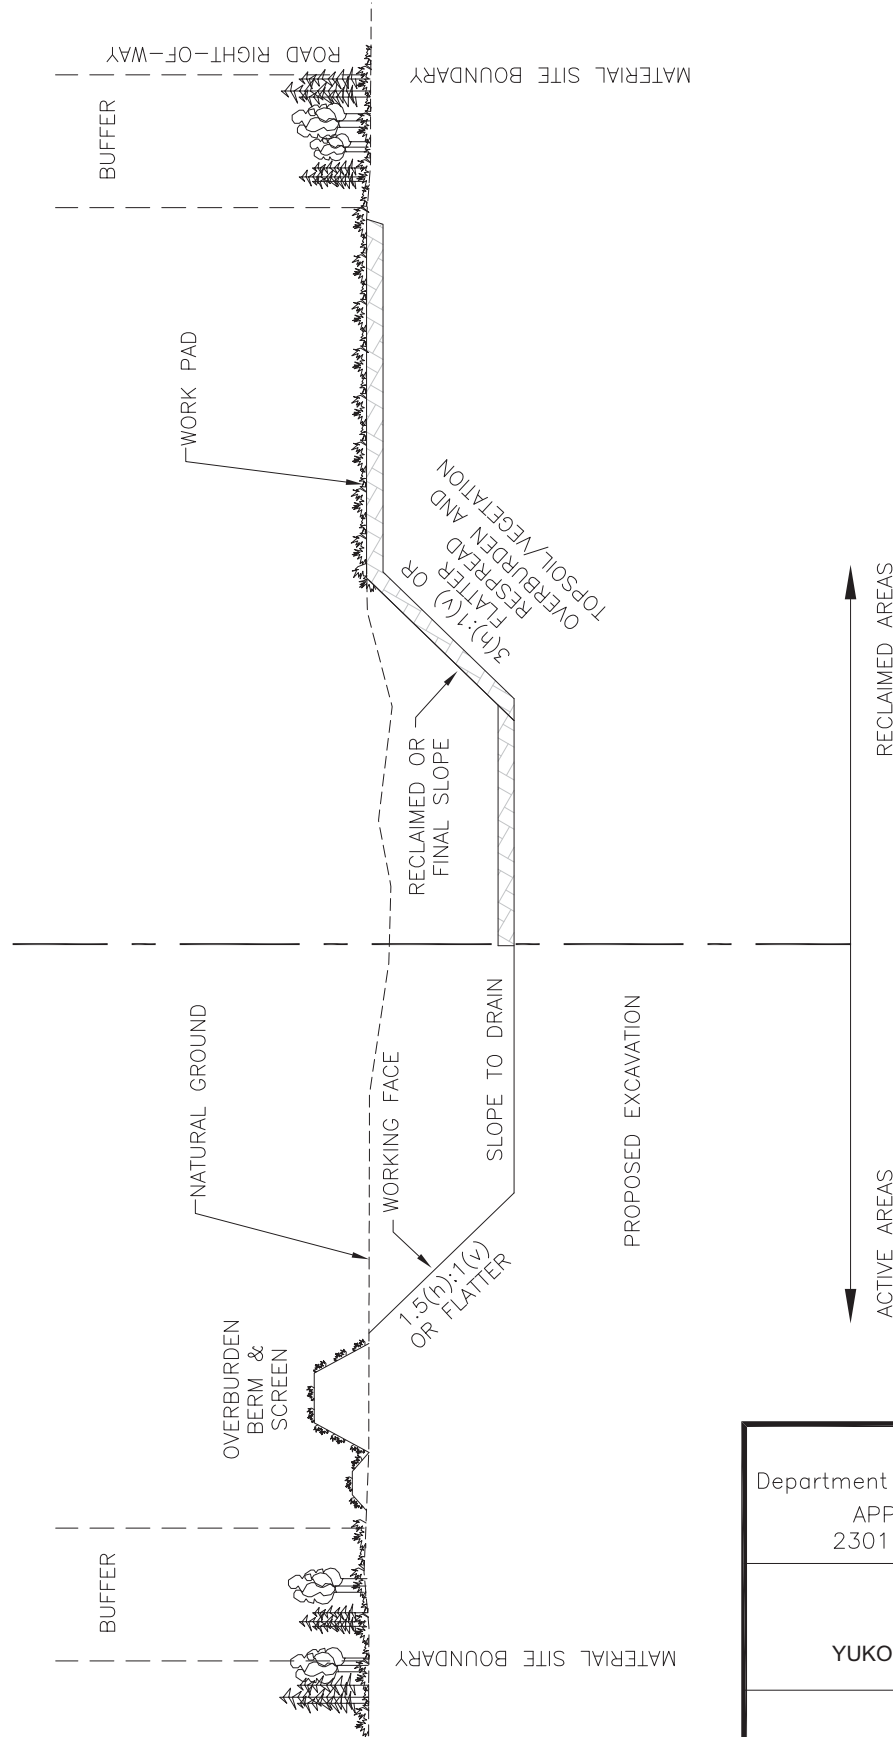 BUFFER
MATERIAL SITE BOUNDARY
OVERBURDEN
BERM &
SCREEN
NATURAL GROUND
WORKING FACE
1.5(h):1(v)
OR FLATTER
SLOPE TO DRAIN
PROPOSED EXCAVATION
RECLAIMED OR
FINAL SLOPE
3(h):1(v) OR
FLATTER
RESPREAD
OVERBURDEN AND
TOPSOIL/VEGETATION
WORK PAD
BUFFER
ROAD RIGHT-OF-WAY
MATERIAL SITE BOUNDARY
ACTIVE AREAS
RECLAIMED AREAS
Department
APP
2301
YUKO